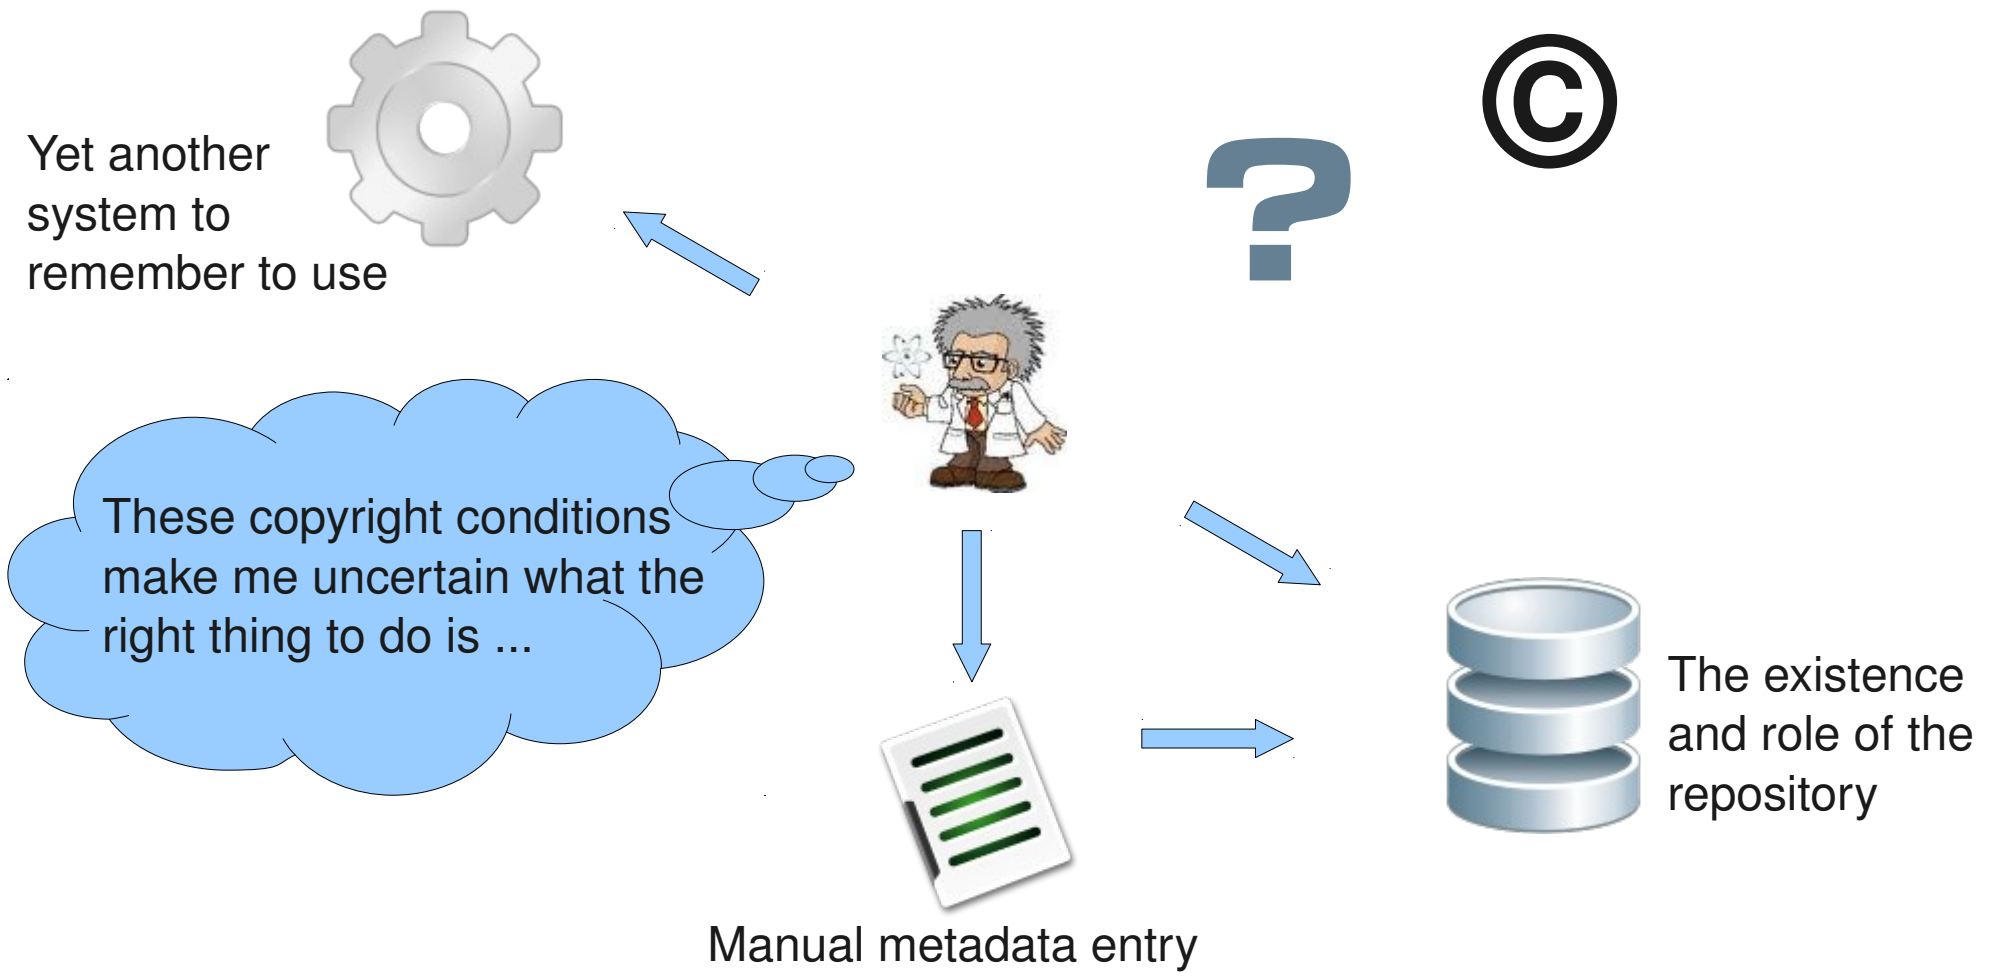 ©
?
Yet another
system to
remember to use
These copyright conditions
make me uncertain what the
right thing to do is ...
The existence
and role of the
repository
Manual metadata entry